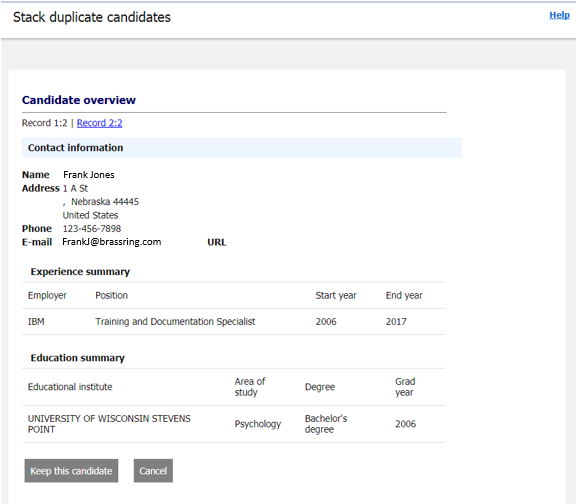 Stack duplicate candidates
Help
Candidate overview
Record 1:2 | Record 2:2
Contact information
Name Frank Jones
Address 1 A St
, Nebraska 44445
United States
Phone 123-456-7898
E-mail FrankJ@brassring.com URL
Experience summary
Employer Position Start year End year
IBM Training and Documentation Specialist 2006 2017
Education summary
Educational institute Area of study Degree Grad year
UNIVERSITY OF WISCONSIN STEVENS POINT Psychology Bachelor's degree 2006
Keep this candidate Cancel